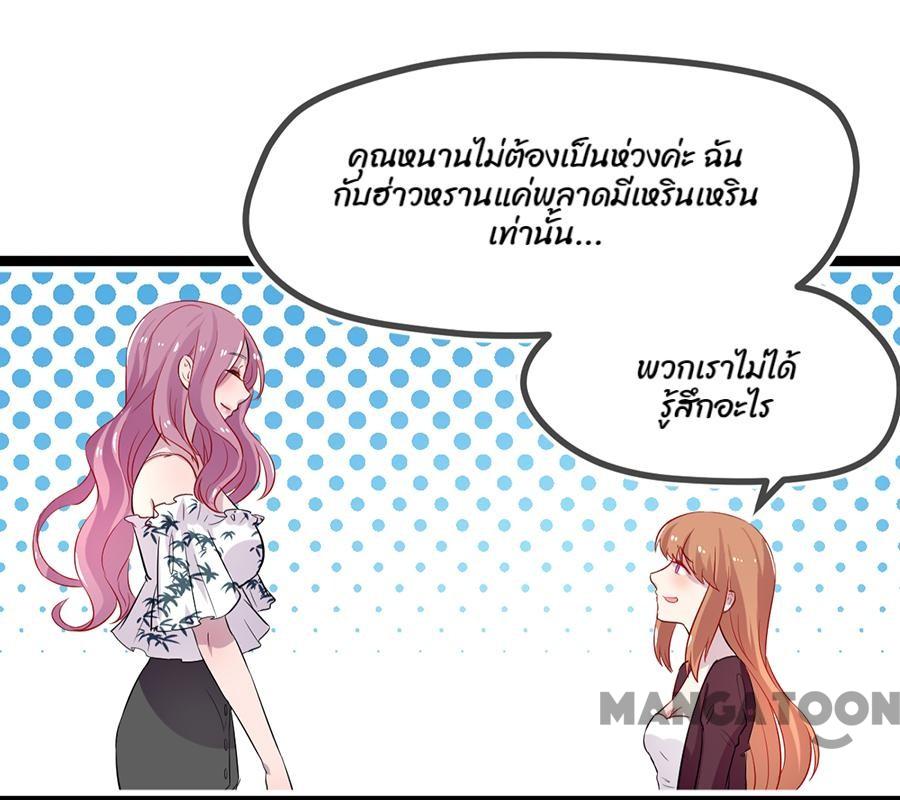 คุณหนานไม่ต้องเป็นห่วงค่ะ ฉัน
กับฮ่าวหรานแค่พลาดมีเหรินเหริน
เท่านั้น...
พวกเราไม่ได้
รู้สึกอะไร
MANGATOON